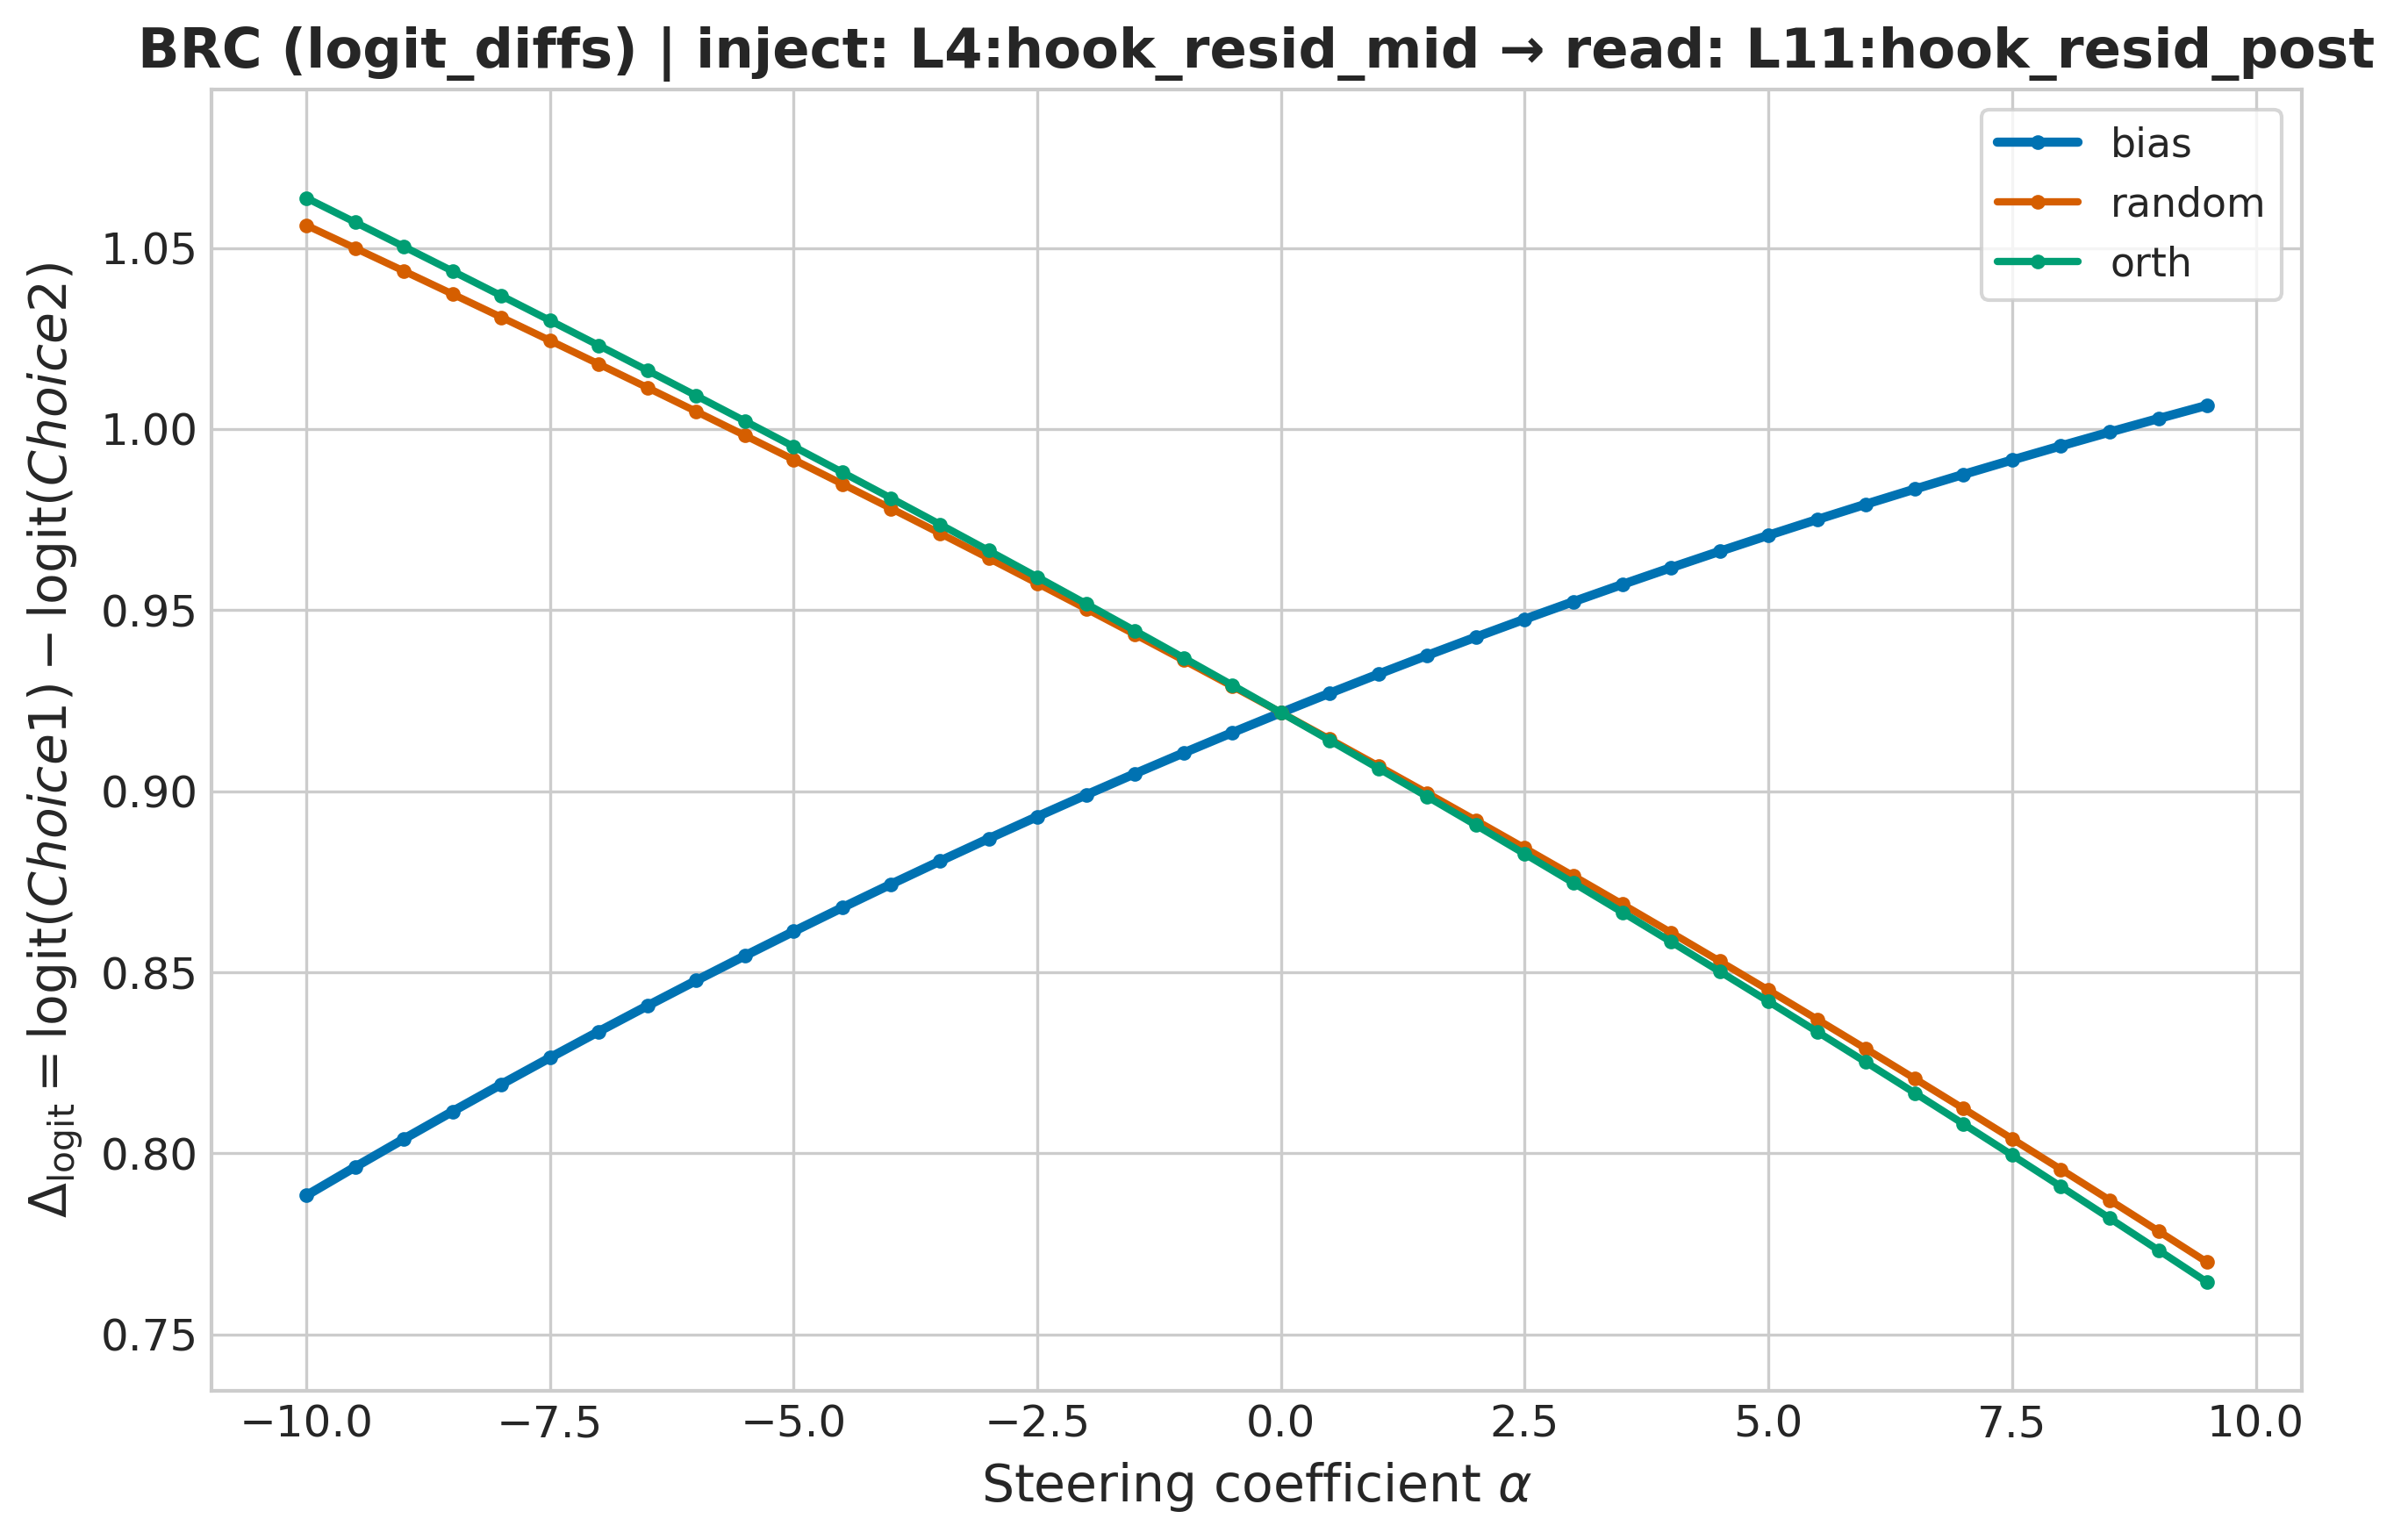 BRC (logit_diffs) | inject: L4:hook_resid_mid → read: L11:hook_resid_post
Δlogit = logit(Choice1) − logit(Choice2)
1.05
1.00
0.95
0.90
0.85
0.80
0.75
bias
random
orth
−10.0 −7.5 −5.0 −2.5 0.0 2.5 5.0 7.5 10.0
Steering coefficient α